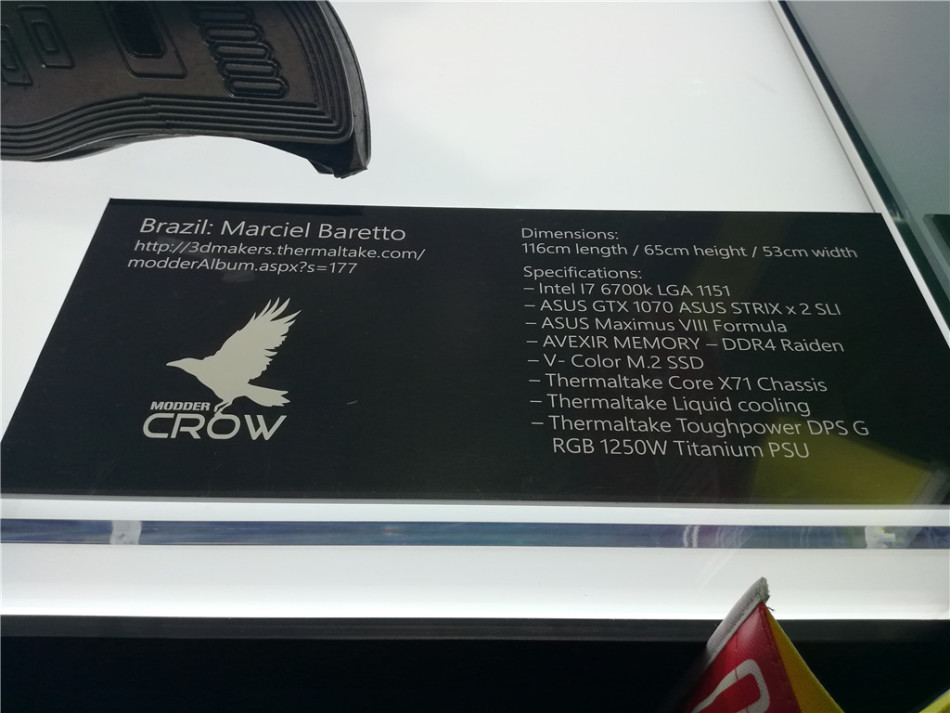 Brazil: Marciel Baretto
http://3dmakers.thermaltake.com/
modderAlbum.aspx?s=177
MODDER
CROW
Dimensions:
116cm length / 65cm height / 53cm width
Specifications:
– Intel I7 6700k LGA 1151
– ASUS GTX 1070 ASUS STRIX x 2 SLI
– ASUS Maximus VIII Formula
– AVEXIR MEMORY – DDR4 Raiden
– V- Color M.2 SSD
– Thermaltake Core X71 Chassis
– Thermaltake Liquid cooling
– Thermaltake Toughpower DPS G
RGB 1250W Titanium PSU